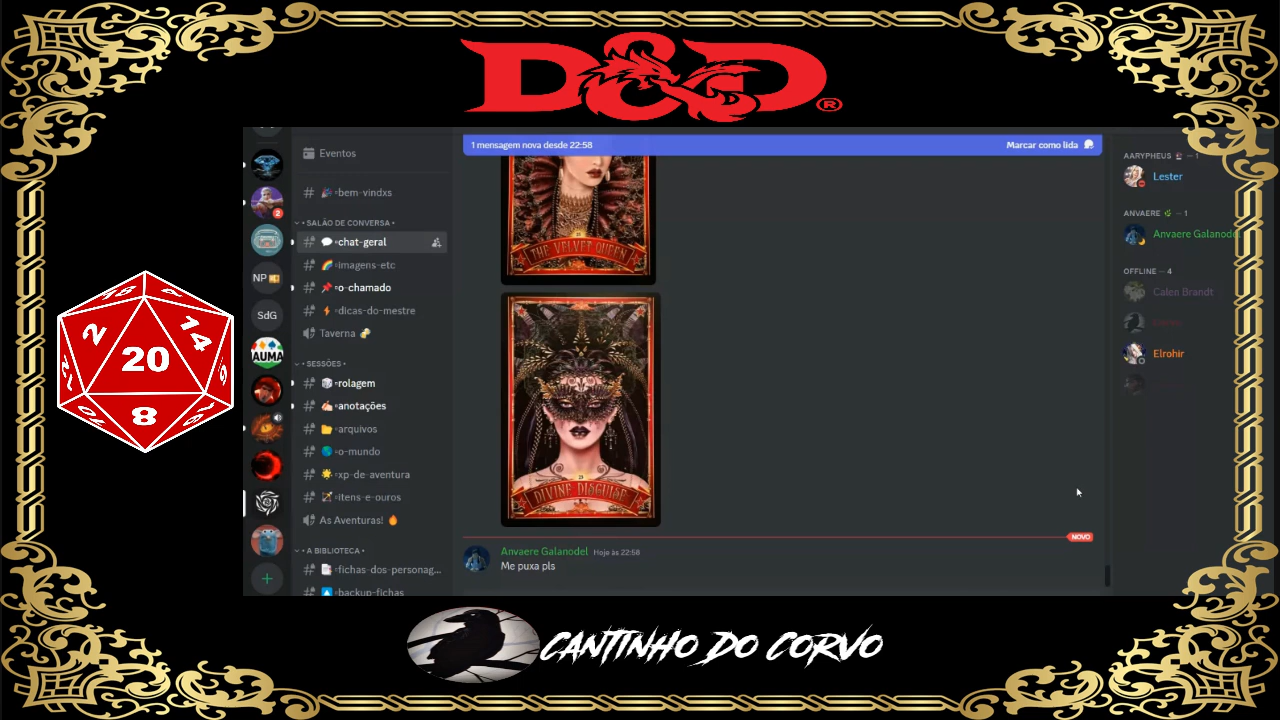 D&D®
Eventos
bem-vindxs
• SALÃO DE CONVERSA •
chat-geral
imagens-etc
o-chamado
dicas-do-mestre
Taverna
• SESSÕES •
rolagem
anotações
arquivos
o-mundo
xp-de-aventura
itens-e-ouros
As Aventuras!
• A BIBLIOTECA •
fichas-dos-personag...
backup-fichas
2
NP
SdG
AUMA
1 mensagem nova desde 22:58
Marcar como lida
THE VELVET QUEEN
DIVINE DISGUISE
NOVO
Anvaere Galanodel Hoje às 22:58
Me puxa pls
AARYPHEUS — 1
Lester
ANVAERE — 1
Anvaere Galanodel
OFFLINE — 4
Calen Brandt
Elrohir
2
14
20
8
CANTINHO DO CORVO